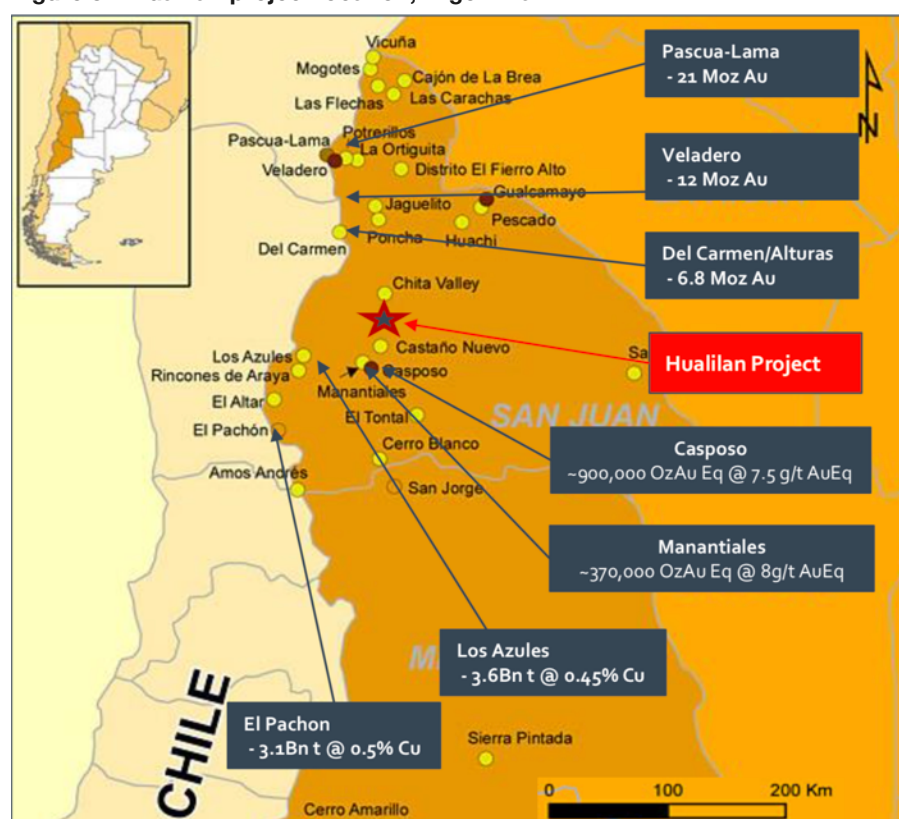 Vicuña
Mogotes
Cajón de La Brea
Las Flechas
Las Carachas
Pascua-Lama
- 21 Moz Au
N
Potrerillos
Pascua-Lama
La Ortiguita
Veladero
Distrito El Fierro Alto
Veladero
- 12 Moz Au
Gualcamayo
Jaguelito
Pescado
Poncha
Huachi
Del Carmen
Del Carmen/Alturas
- 6.8 Moz Au
Chita Valley
Los Azules
Castaño Nuevo
Rincones de Araya
Casposo
Manantiales
Sa
Hualilan Project
El Altar
El Tontal
SAN JUAN
El Pachón
Cerro Blanco
Casposo
~900,000 OzAu Eq @ 7.5 g/t AuEq
Amos Andrés
San Jorge
Manantiales
~370,000 OzAu Eq @ 8g/t AuEq
M
Los Azules
- 3.6Bn t @ 0.45% Cu
CHILE
El Pachon
- 3.1Bn t @ 0.5% Cu
Sierra Pintada
0 100 200 Km
Cerro Amarillo